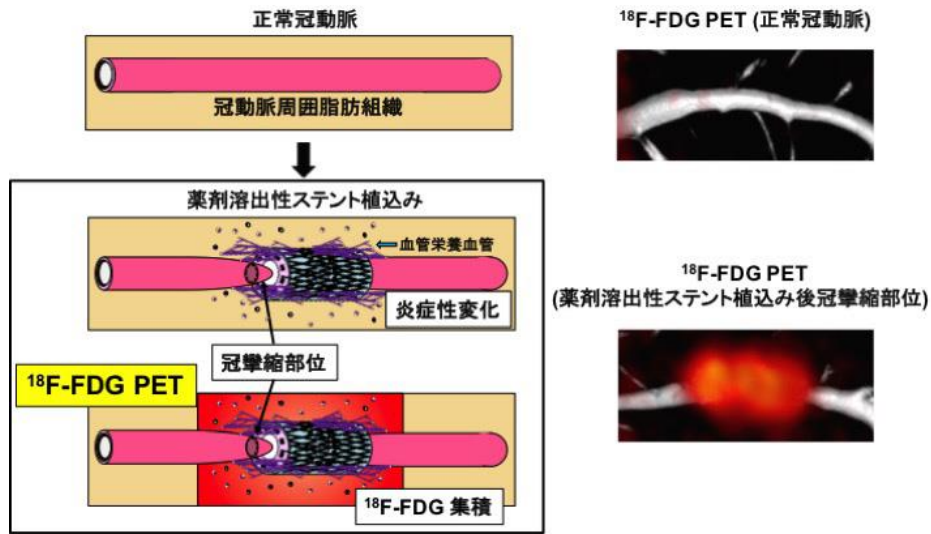 正常冠動脈
冠動脈周囲脂肪組織
薬剤溶出性ステント植込み
血管栄養血管
炎症性変化
冠攣縮部位
¹⁸F-FDG PET
¹⁸F-FDG 集積
¹⁸F-FDG PET (正常冠動脈)
¹⁸F-FDG PET
(薬剤溶出性ステント植込み後冠攣縮部位)